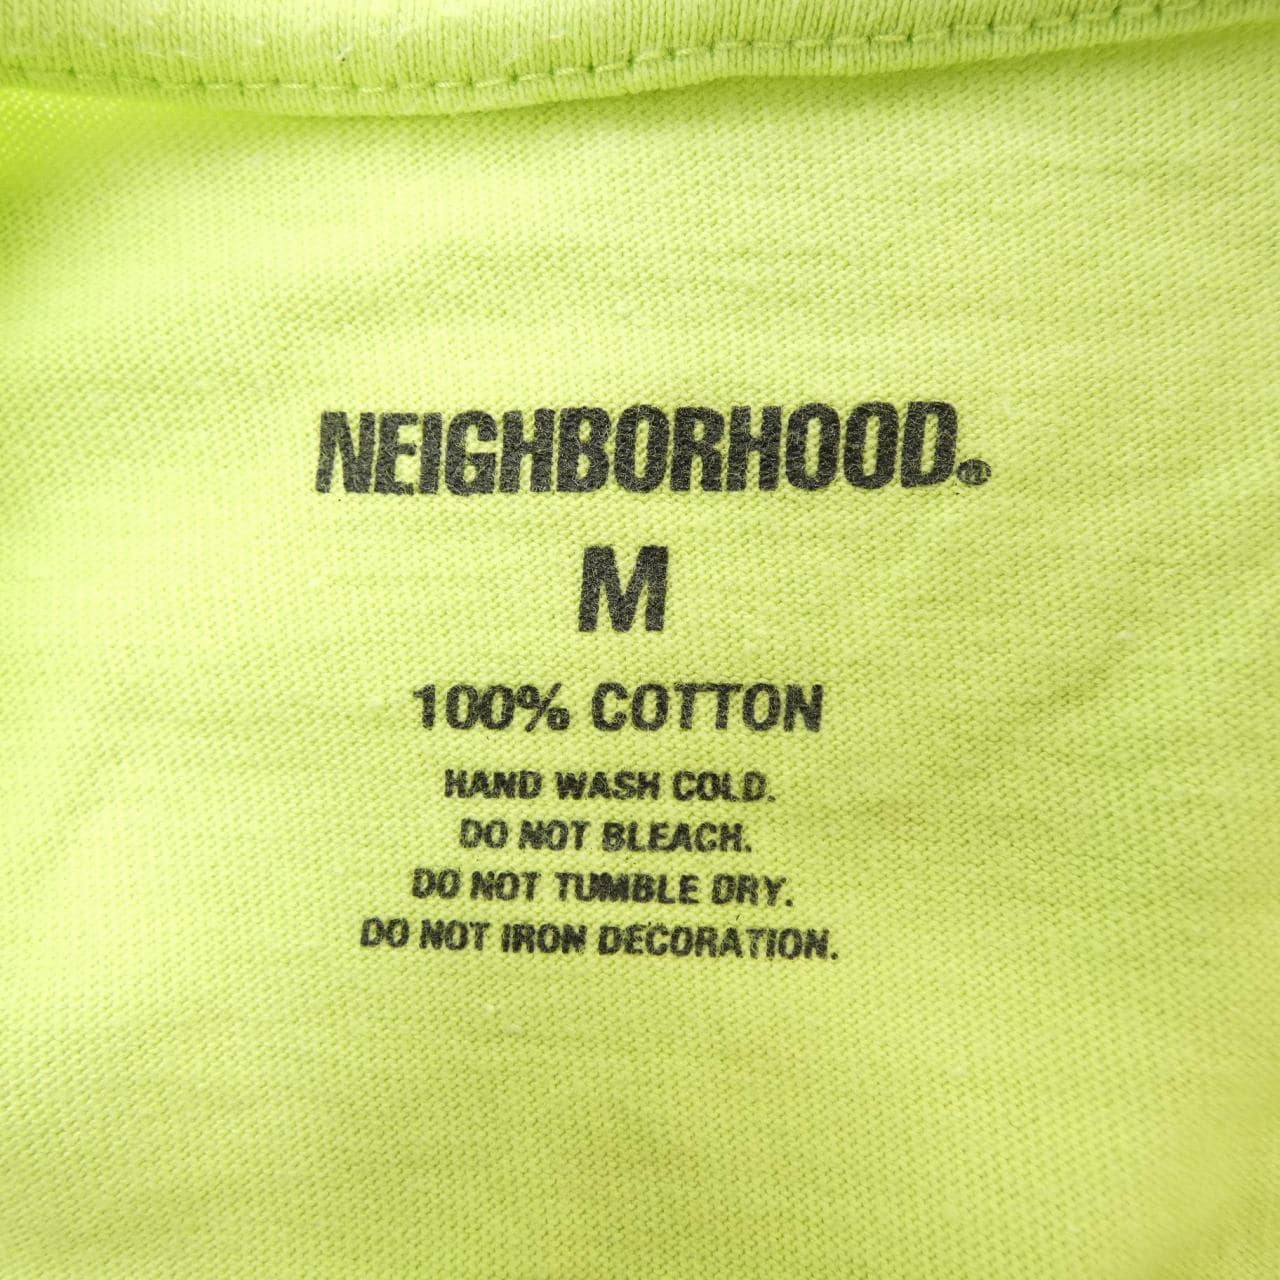 NEIGHBORHOOD®
M
100% COTTON
HAND WASH COLD.
DO NOT BLEACH.
DO NOT TUMBLE DRY.
DO NOT IRON DECORATION.